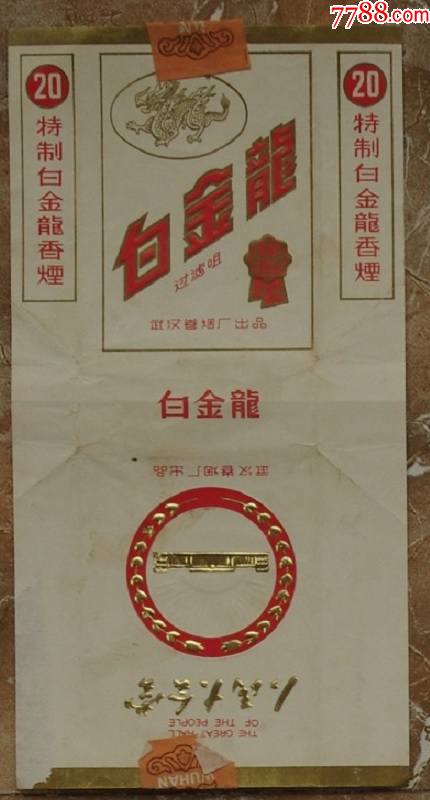 7788.com
20
特制白金龍香煙
白金龍
过滤咀
武汉卷烟厂出品
20
特制白金龍香煙
白金龍
武汉卷烟厂出品
人民大会堂
THE GREAT HALL
OF THE PEOPLE
WUHAN